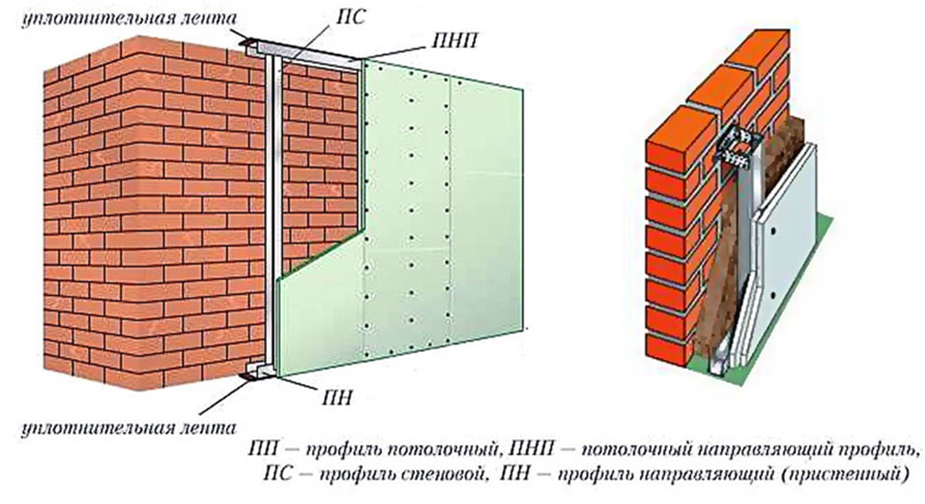 уплотнительная лента
ПС
ПНП
ПН
уплотнительная лента
ПП – профиль потолочный, ПНП – потолочный направляющий профиль,
ПС – профиль стеновой, ПН – профиль направляющий (пристенный)